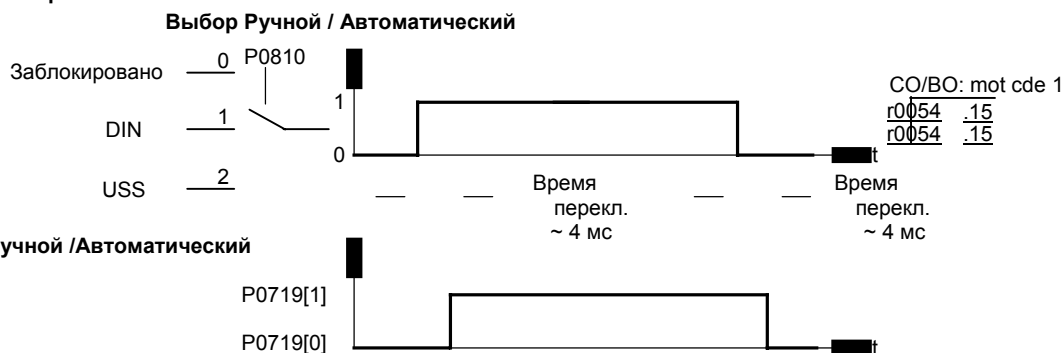 Выбор Ручной / Автоматический
0 P0810
Заблокировано
CO/BO: mot cde 1
1
r0054 .15
DIN 1
r0054 .15
0
t
USS 2
Время перекл. ~ 4 мс
Время перекл. ~ 4 мс
учной /Автоматический
P0719[1]
P0719[0]
t